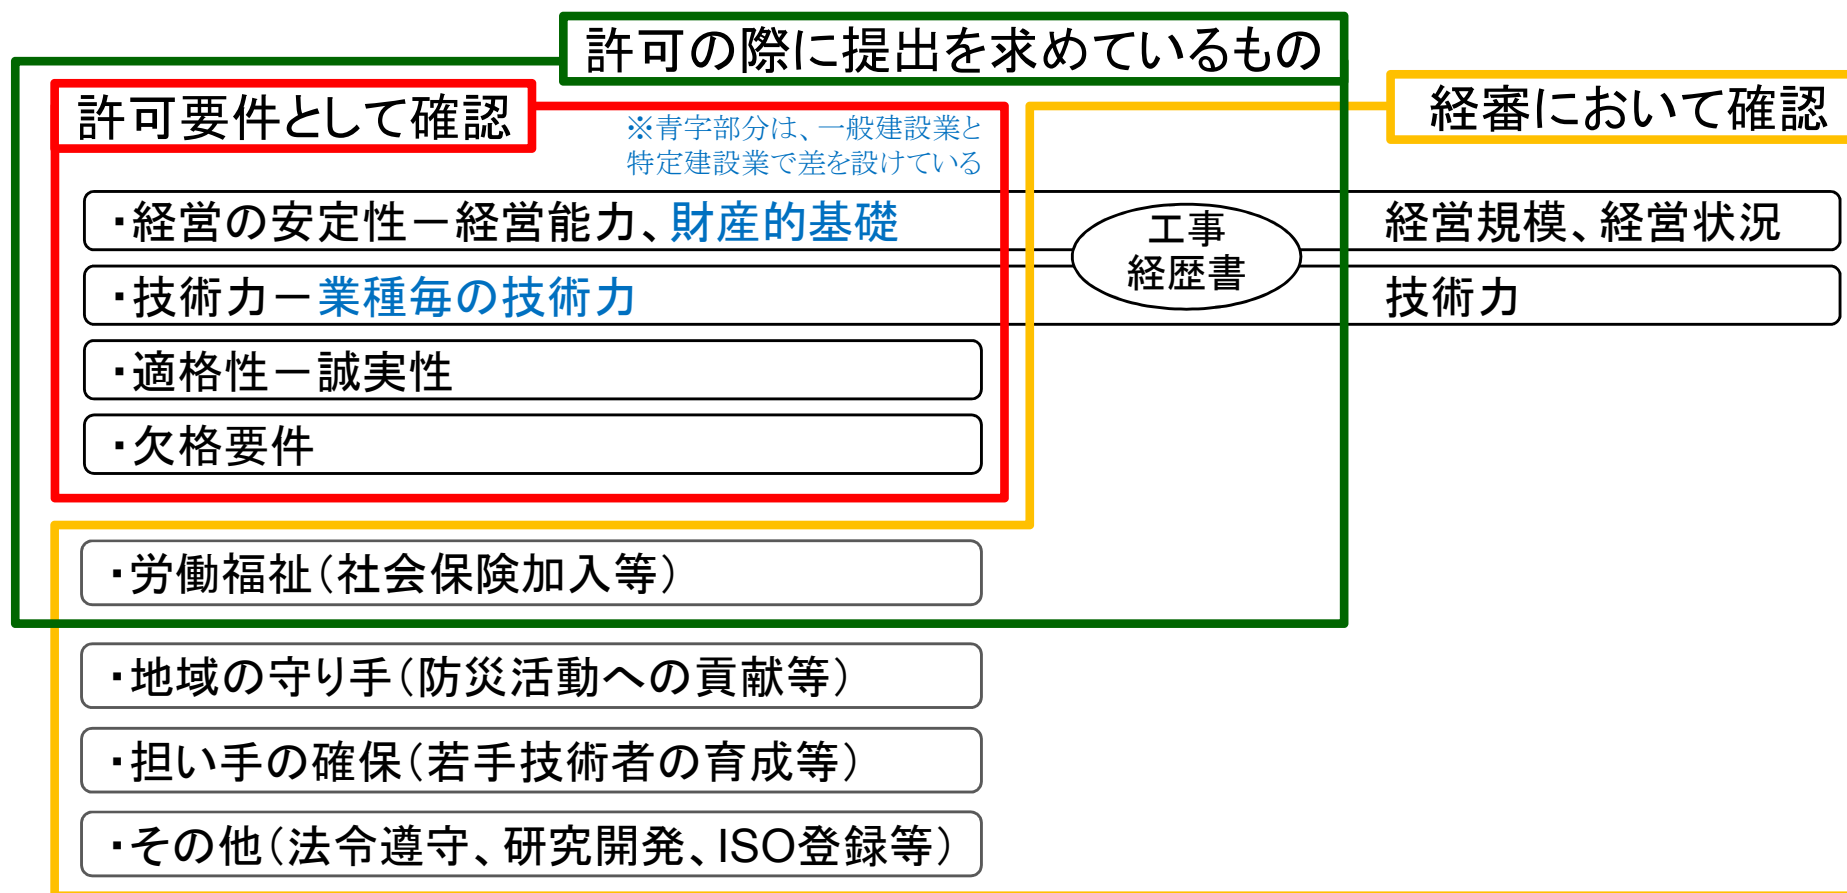 許可の際に提出を求めているもの
許可要件として確認
経審において確認
※青字部分は、一般建設業と
特定建設業で差を設けている
・経営の安定性－経営能力、財産的基礎
工事
経歴書
経営規模、経営状況
・技術力－業種毎の技術力
技術力
・適格性－誠実性
・欠格要件
・労働福祉（社会保険加入等）
・地域の守り手（防災活動への貢献等）
・担い手の確保（若手技術者の育成等）
・その他（法令遵守、研究開発、ISO登録等）